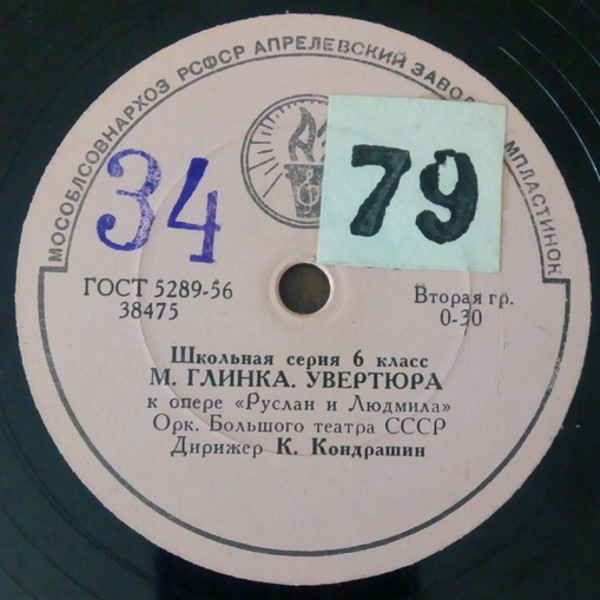 МОСОБЛСОВНАРХОЗ РСФСР АПРЕЛЕВСКИЙ ЗАВОД МПЛАСТИНОК
34
79
ГОСТ 5289-56
38475
Вторая гр.
0-30
Школьная серия 6 класс
М. ГЛИНКА. УВЕРТЮРА
к опере «Руслан и Людмила»
Орк. Большого театра СССР
Дирижер К. Кондрашин